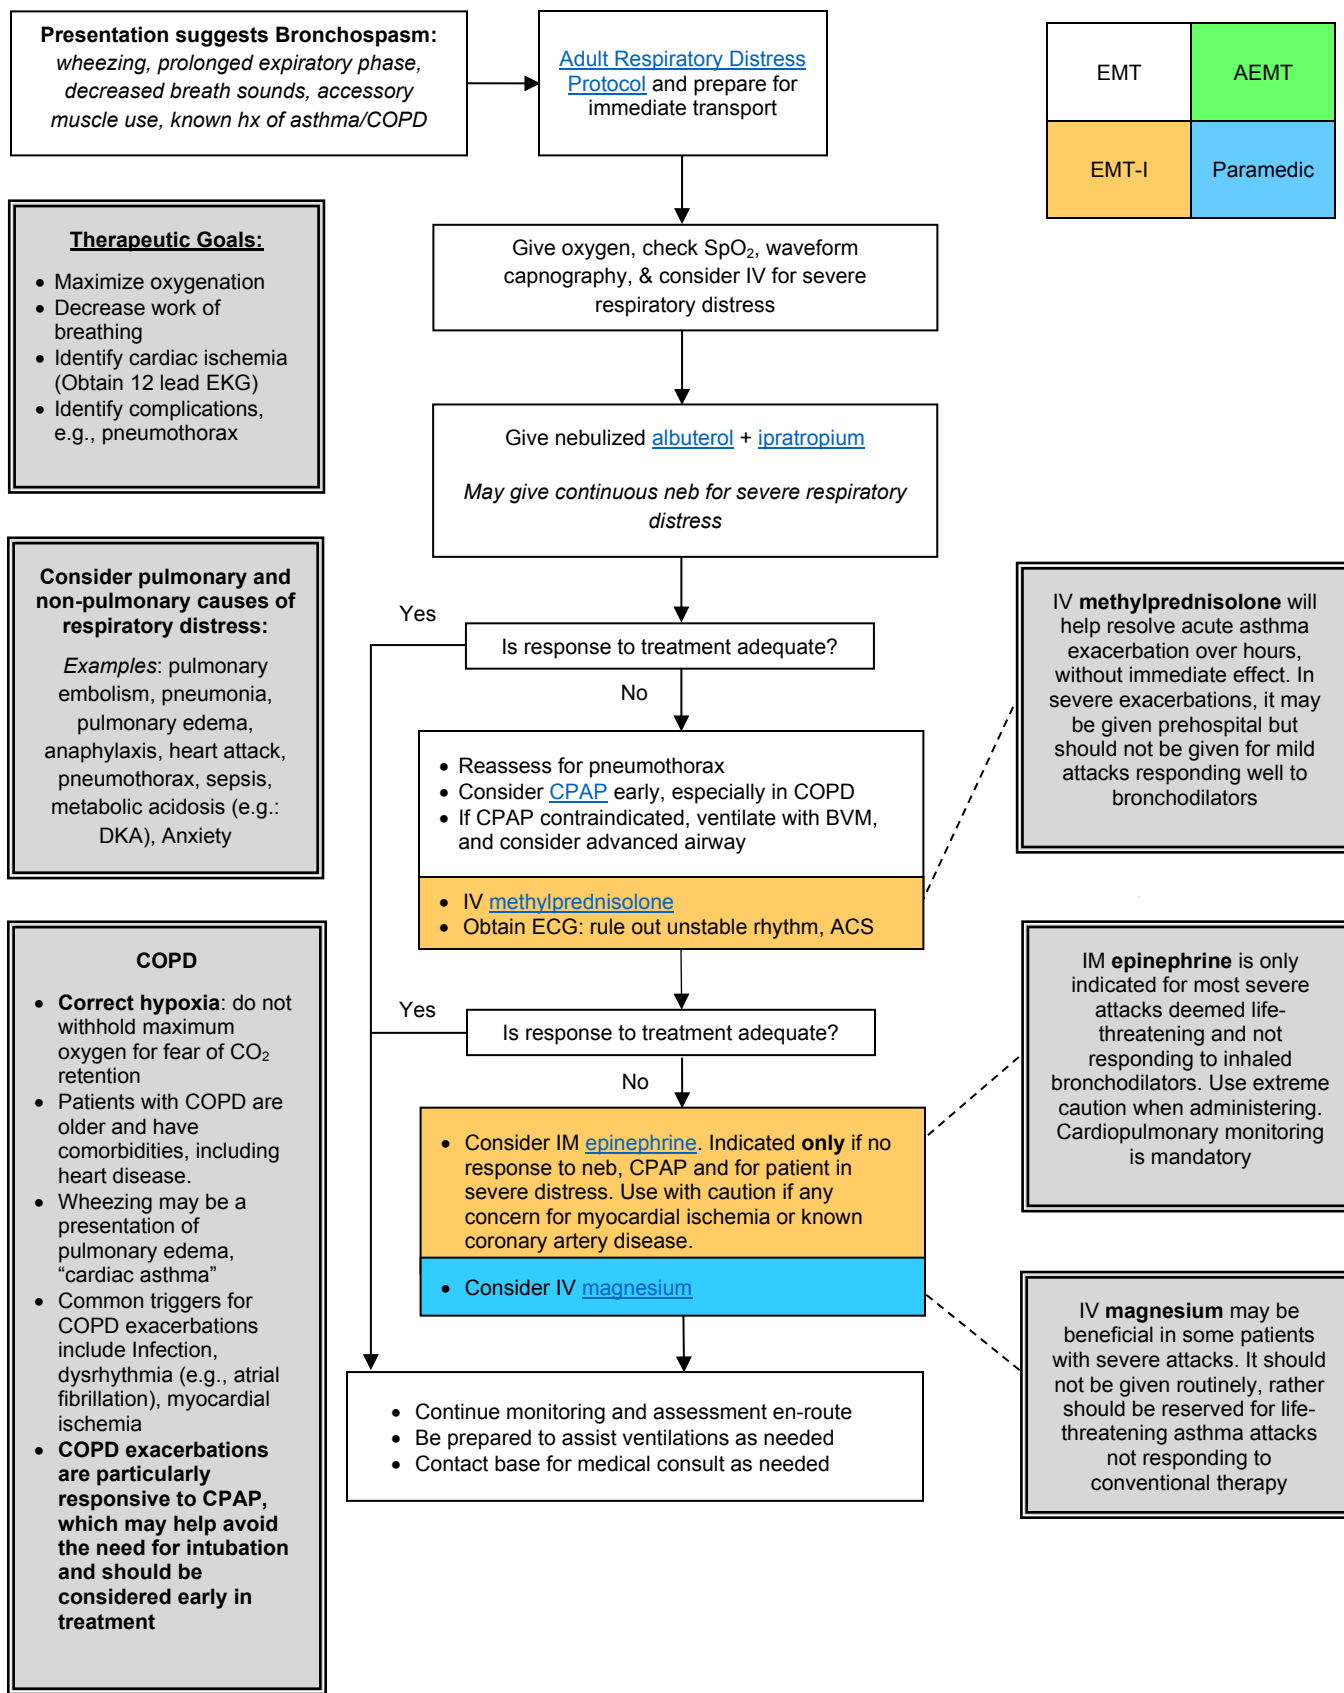 Presentation suggests Bronchospasm:
wheezing, prolonged expiratory phase,
decreased breath sounds, accessory
muscle use, known hx of asthma/COPD
Adult Respiratory Distress
Protocol and prepare for
immediate transport
EMT
AEMT
EMT-I
Paramedic
Therapeutic Goals:
• Maximize oxygenation
• Decrease work of
breathing
• Identify cardiac ischemia
(Obtain 12 lead EKG)
• Identify complications,
e.g., pneumothorax
Give oxygen, check SpO₂, waveform
capnography, & consider IV for severe
respiratory distress
Give nebulized albuterol + ipratropium
May give continuous neb for severe respiratory
distress
Consider pulmonary and
non-pulmonary causes of
respiratory distress:
Examples: pulmonary
embolism, pneumonia,
pulmonary edema,
anaphylaxis, heart attack,
pneumothorax, sepsis,
metabolic acidosis (e.g.:
DKA), Anxiety
Yes
Is response to treatment adequate?
No
• Reassess for pneumothorax
• Consider CPAP early, especially in COPD
• If CPAP contraindicated, ventilate with BVM,
and consider advanced airway
• IV methylprednisolone
• Obtain ECG: rule out unstable rhythm, ACS
IV methylprednisolone will
help resolve acute asthma
exacerbation over hours,
without immediate effect. In
severe exacerbations, it may
be given prehospital but
should not be given for mild
attacks responding well to
bronchodilators
COPD
• Correct hypoxia: do not
withhold maximum
oxygen for fear of CO₂
retention
• Patients with COPD are
older and have
comorbidities, including
heart disease.
• Wheezing may be a
presentation of
pulmonary edema,
“cardiac asthma”
• Common triggers for
COPD exacerbations
include Infection,
dysrhythmia (e.g., atrial
fibrillation), myocardial
ischemia
• COPD exacerbations
are particularly
responsive to CPAP,
which may help avoid
the need for intubation
and should be
considered early in
treatment
Yes
Is response to treatment adequate?
No
• Consider IM epinephrine. Indicated only if no
response to neb, CPAP and for patient in
severe distress. Use with caution if any
concern for myocardial ischemia or known
coronary artery disease.
• Consider IV magnesium
IM epinephrine is only
indicated for most severe
attacks deemed life-
threatening and not
responding to inhaled
bronchodilators. Use extreme
caution when administering.
Cardiopulmonary monitoring
is mandatory
IV magnesium may be
beneficial in some patients
with severe attacks. It should
not be given routinely, rather
should be reserved for life-
threatening asthma attacks
not responding to
conventional therapy
• Continue monitoring and assessment en-route
• Be prepared to assist ventilations as needed
• Contact base for medical consult as needed